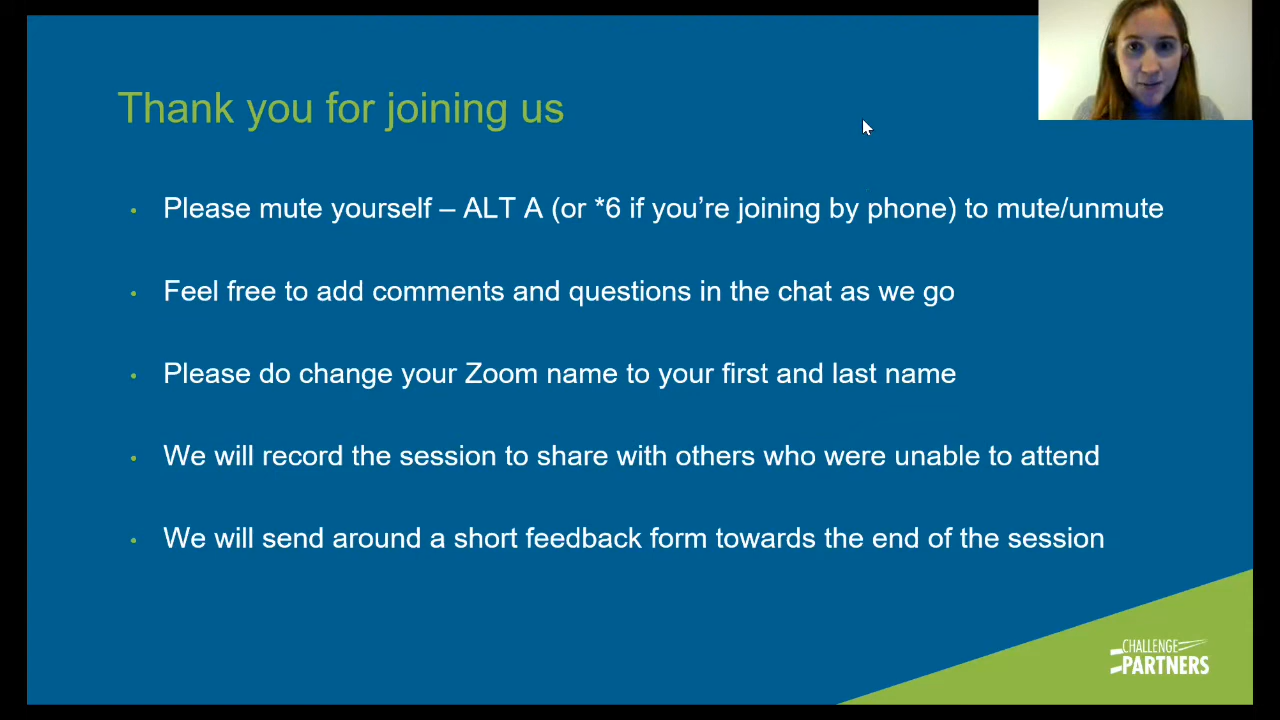 Thank you for joining us
• Please mute yourself – ALT A (or *6 if you’re joining by phone) to mute/unmute
• Feel free to add comments and questions in the chat as we go
• Please do change your Zoom name to your first and last name
• We will record the session to share with others who were unable to attend
• We will send around a short feedback form towards the end of the session
CHALLENGE
PARTNERS